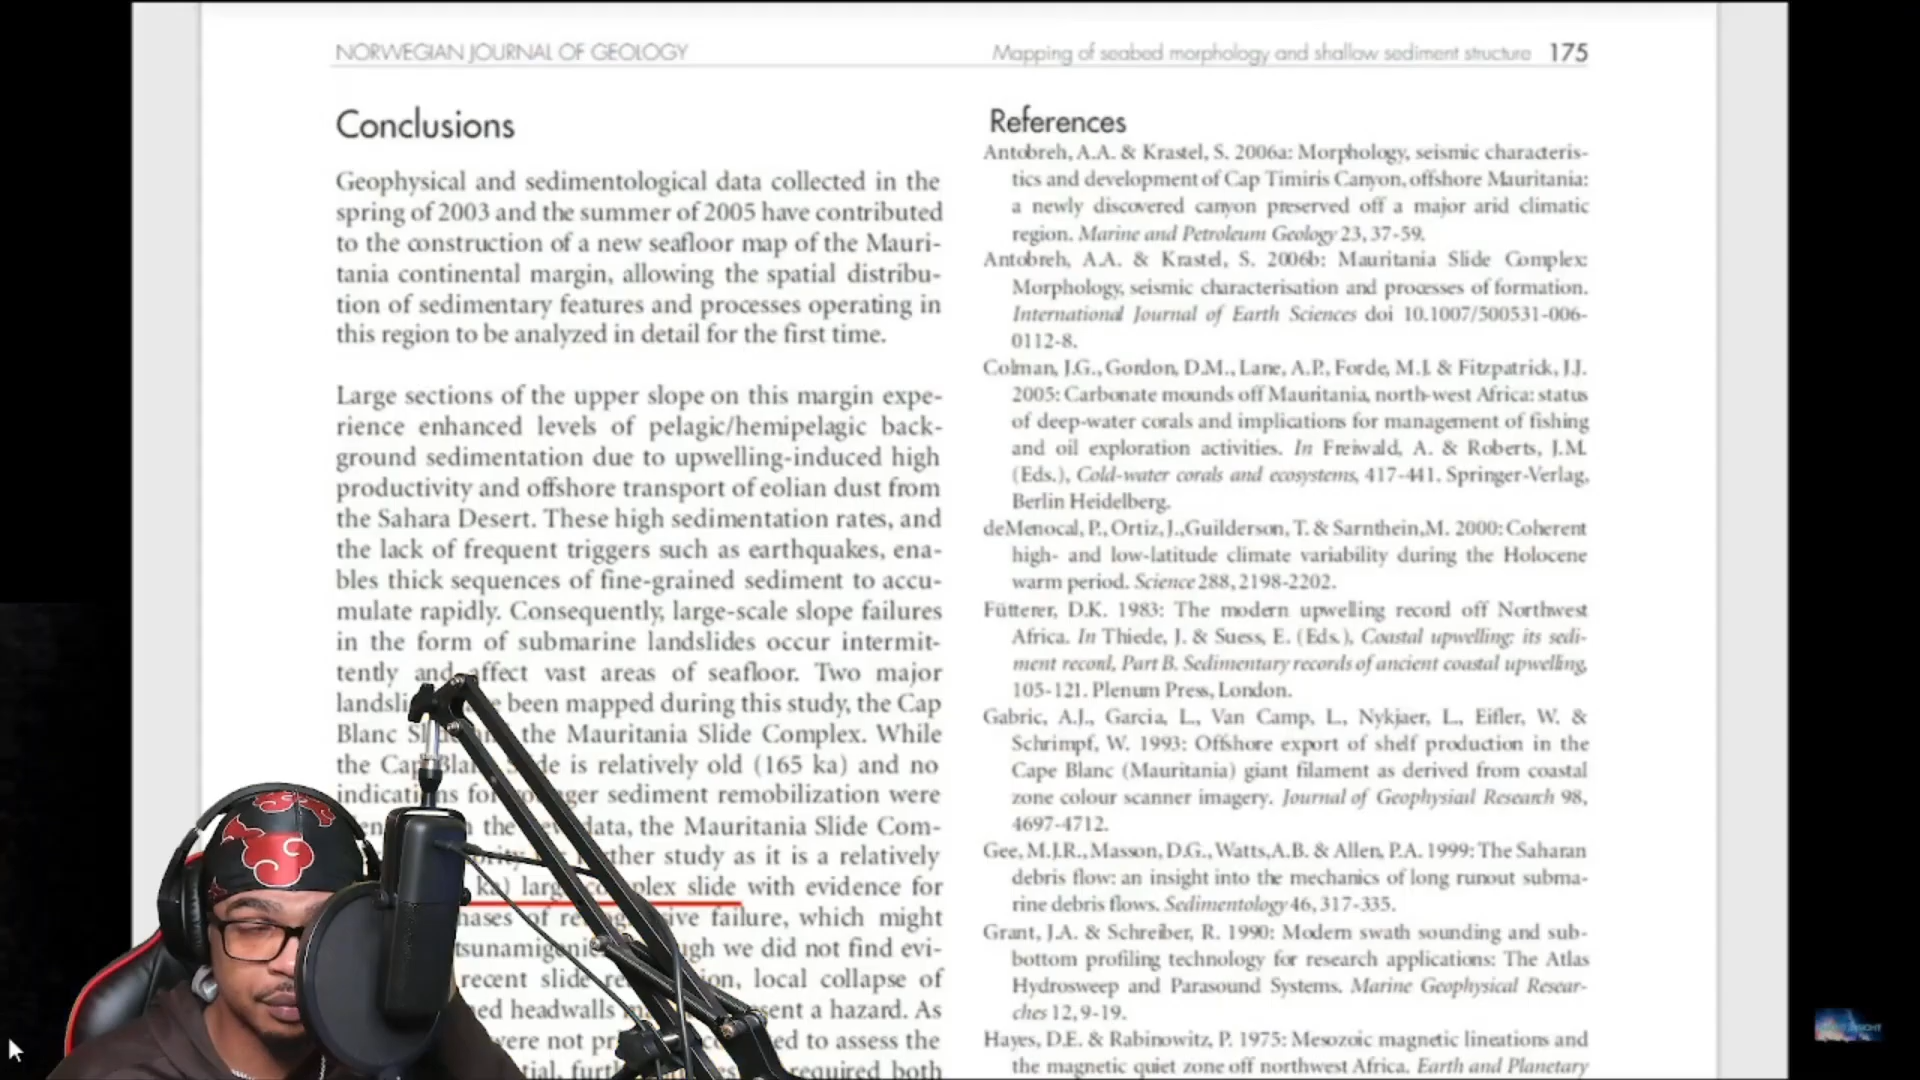 NORWEGIAN JOURNAL OF GEOLOGY
Mapping of seabed morphology and shallow sediment structure 175
Conclusions
Geophysical and sedimentological data collected in the
spring of 2003 and the summer of 2005 have contributed
to the construction of a new seafloor map of the Mauri-
tania continental margin, allowing the spatial distribu-
tion of sedimentary features and processes operating in
this region to be analyzed in detail for the first time.
Large sections of the upper slope on this margin expe-
rience enhanced levels of pelagic/hemipelagic back-
ground sedimentation due to upwelling-induced high
productivity and offshore transport of eolian dust from
the Sahara Desert. These high sedimentation rates, and
the lack of frequent triggers such as earthquakes, ena-
bles thick sequences of fine-grained sediment to accu-
mulate rapidly. Consequently, large-scale slope failures
in the form of submarine landslides occur intermit-
tently and affect vast areas of seafloor. Two major
been mapped during this study, the Cap
Blanc the Mauritania Slide Complex. While
the Cap is relatively old (165 ka) and no
sediment remobilization were
the data, the Mauritania Slide Com-
further study as it is a relatively
ka) large complex slide with evidence for
of failure, which might
we did not find evi-
recent slide local collapse of
headwalls a hazard. As
were not to assess the
required both
References
Antobreh, A.A. & Krastel, S. 2006a: Morphology, seismic characteris-
tics and development of Cap Timiris Canyon, offshore Mauritania:
a newly discovered canyon preserved off a major arid climatic
region. Marine and Petroleum Geology 23, 37-59.
Antobreh, A.A. & Krastel, S. 2006b: Mauritania Slide Complex:
Morphology, seismic characterisation and processes of formation.
International Journal of Earth Sciences doi 10.1007/500531-006-
0112-8.
Colman, J.G., Gordon, D.M., Lane, A.P., Forde, M.J. & Fitzpatrick, J.J.
2005: Carbonate mounds off Mauritania, north-west Africa: status
of deep-water corals and implications for management of fishing
and oil exploration activities. In Freiwald, A. & Roberts, J.M.
(Eds.), Cold-water corals and ecosystems, 417-441. Springer-Verlag,
Berlin Heidelberg.
deMenocal, P., Ortiz, J.,Guilderson, T. & Sarnthein,M. 2000: Coherent
high- and low-latitude climate variability during the Holocene
warm period. Science 288, 2198-2202.
Fütterer, D.K. 1983: The modern upwelling record off Northwest
Africa. In Thiede, J. & Suess, E. (Eds.), Coastal upwelling: its sedi-
ment record, Part B. Sedimentary records of ancient coastal upwelling,
105-121. Plenum Press, London.
Gabric, A.J., Garcia, L., Van Camp, L., Nykjaer, L., Eifler, W. &
Schrimpf, W. 1993: Offshore export of shelf production in the
Cape Blanc (Mauritania) giant filament as derived from coastal
zone colour scanner imagery. Journal of Geophysial Research 98,
4697-4712.
Gee, M.J.R., Masson, D.G., Watts,A.B. & Allen, P.A. 1999: The Saharan
debris flow: an insight into the mechanics of long runout subma-
rine debris flows. Sedimentology 46, 317-335.
Grant, J.A. & Schreiber, R. 1990: Modern swath sounding and sub-
bottom profiling technology for research applications: The Atlas
Hydrosweep and Parasound Systems. Marine Geophysical Resear-
ches 12, 9-19.
Hayes, D.E. & Rabinowitz, P. 1975: Mesozoic magnetic lineations and
the magnetic quiet zone off northwest Africa. Earth and Planetary